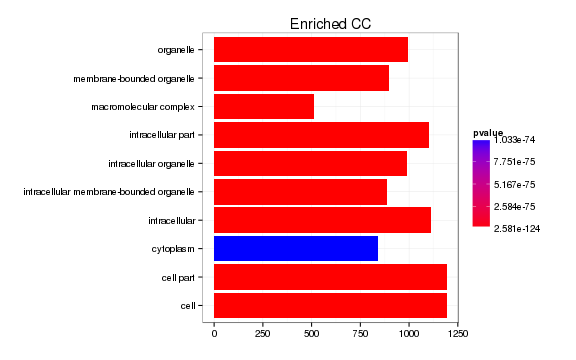 Enriched CC
organelle
membrane-bounded organelle
macromolecular complex
intracellular part
intracellular organelle
intracellular membrane-bounded organelle
intracellular
cytoplasm
cell part
cell
0 250 500 750 1000 1250
pvalue
1.033e-74
7.751e-75
5.167e-75
2.584e-75
2.581e-124